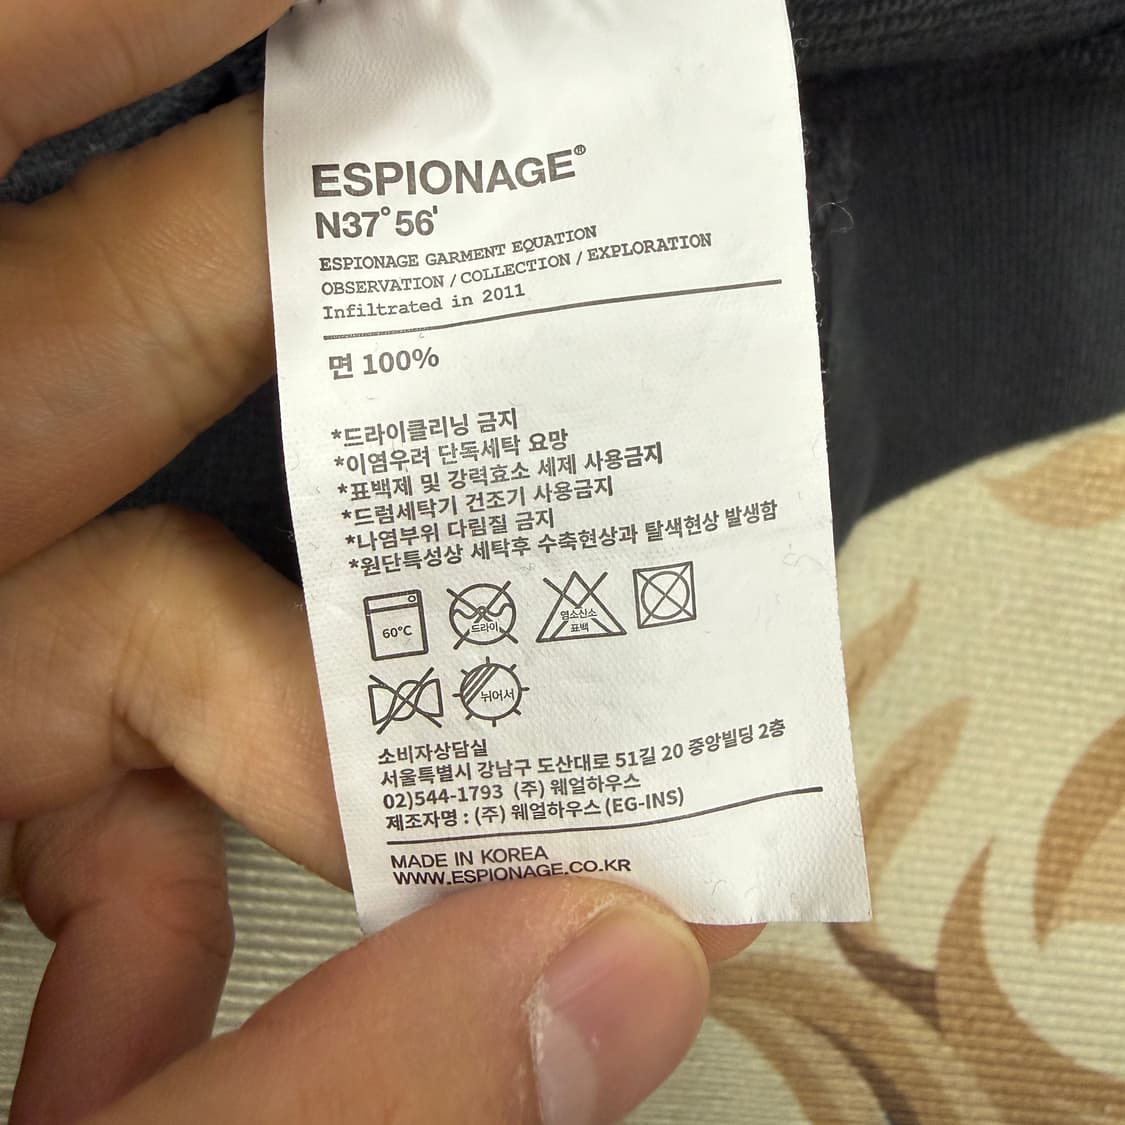 ESPIONAGE®
N37°56'
ESPIONAGE GARMENT EQUATION
OBSERVATION / COLLECTION / EXPLORATION
Infiltrated in 2011
면 100%
*드라이클리닝 금지
*이염우려 단독세탁 요망
*표백제 및 강력효소 세제 사용금지
*드럼세탁기 건조기 사용금지
*나염부위 다림질 금지
*원단특성상 세탁후 수축현상과 탈색현상 발생함
60℃
드라이
염소산소
표백
뉘어서
소비자상담실
서울특별시 강남구 도산대로 51길 20 중앙빌딩 2층
02)544-1793 (주) 웨얼하우스
제조자명 : (주) 웨얼하우스 (EG-INS)
MADE IN KOREA
WWW.ESPIONAGE.CO.KR